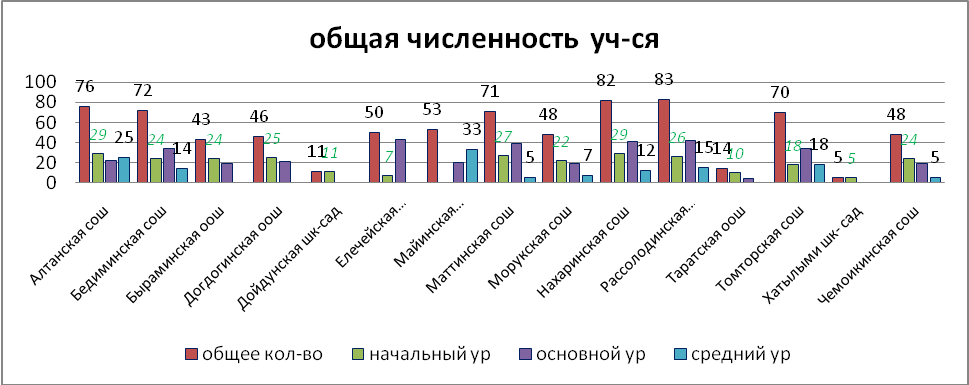 общая численность уч-ся
100
80
60
40
20
0
76 29 25
72 24 14
43 24
46 25
11 11
50 7
53 33
71 27 5
48 22 7
82 29 12
83 26 15
14 10
70 18 18
5 5
48 24 5
Алтанская сош
Бедиминская сош
Быраминская оош
Догдогинская оош
Дойдунская шк-сад
Елечейская...
Майинская...
Маттинская сош
Морукская сош
Нахаринская сош
Рассолодинская...
Таратская оош
Томторская сош
Хатылыми шк- сад
Чемоикинская сош
общее кол-во начальный ур основной ур средний ур